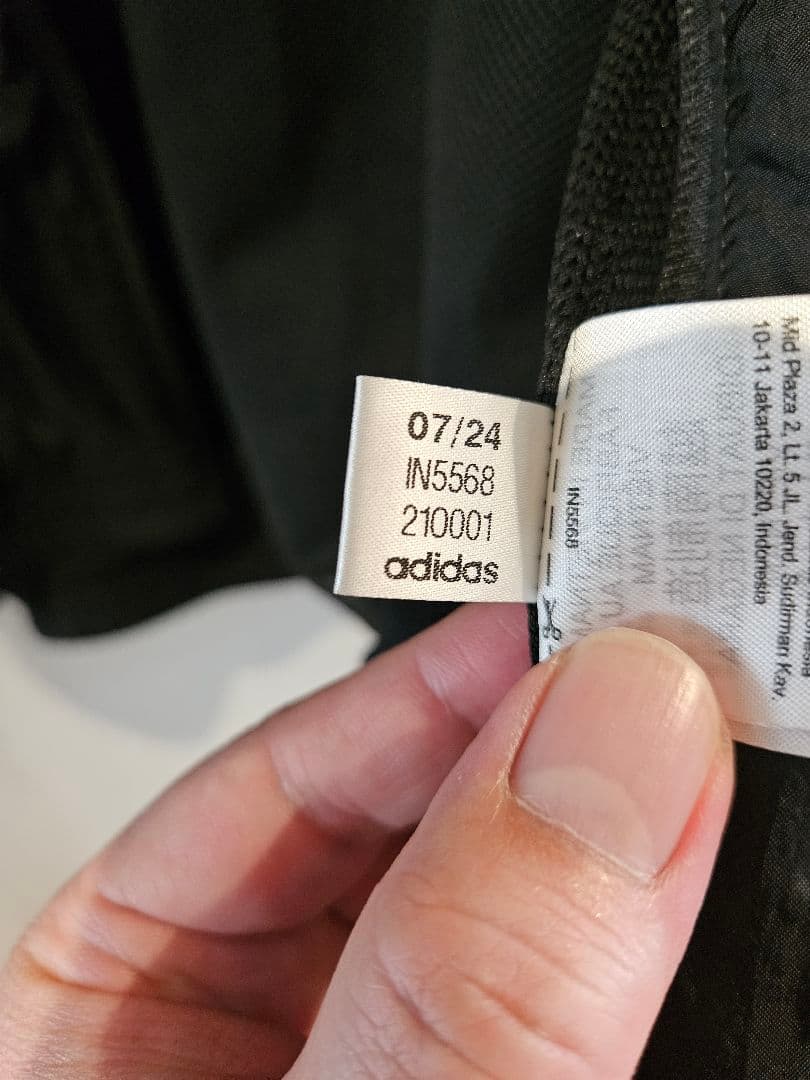 07/24
IN5568
210001
adidas
IN5568
Mid Plaza 2, Lt. 5 JL. Jend. Sudirman Kav.
10-11 Jakarta 10220, Indonesia